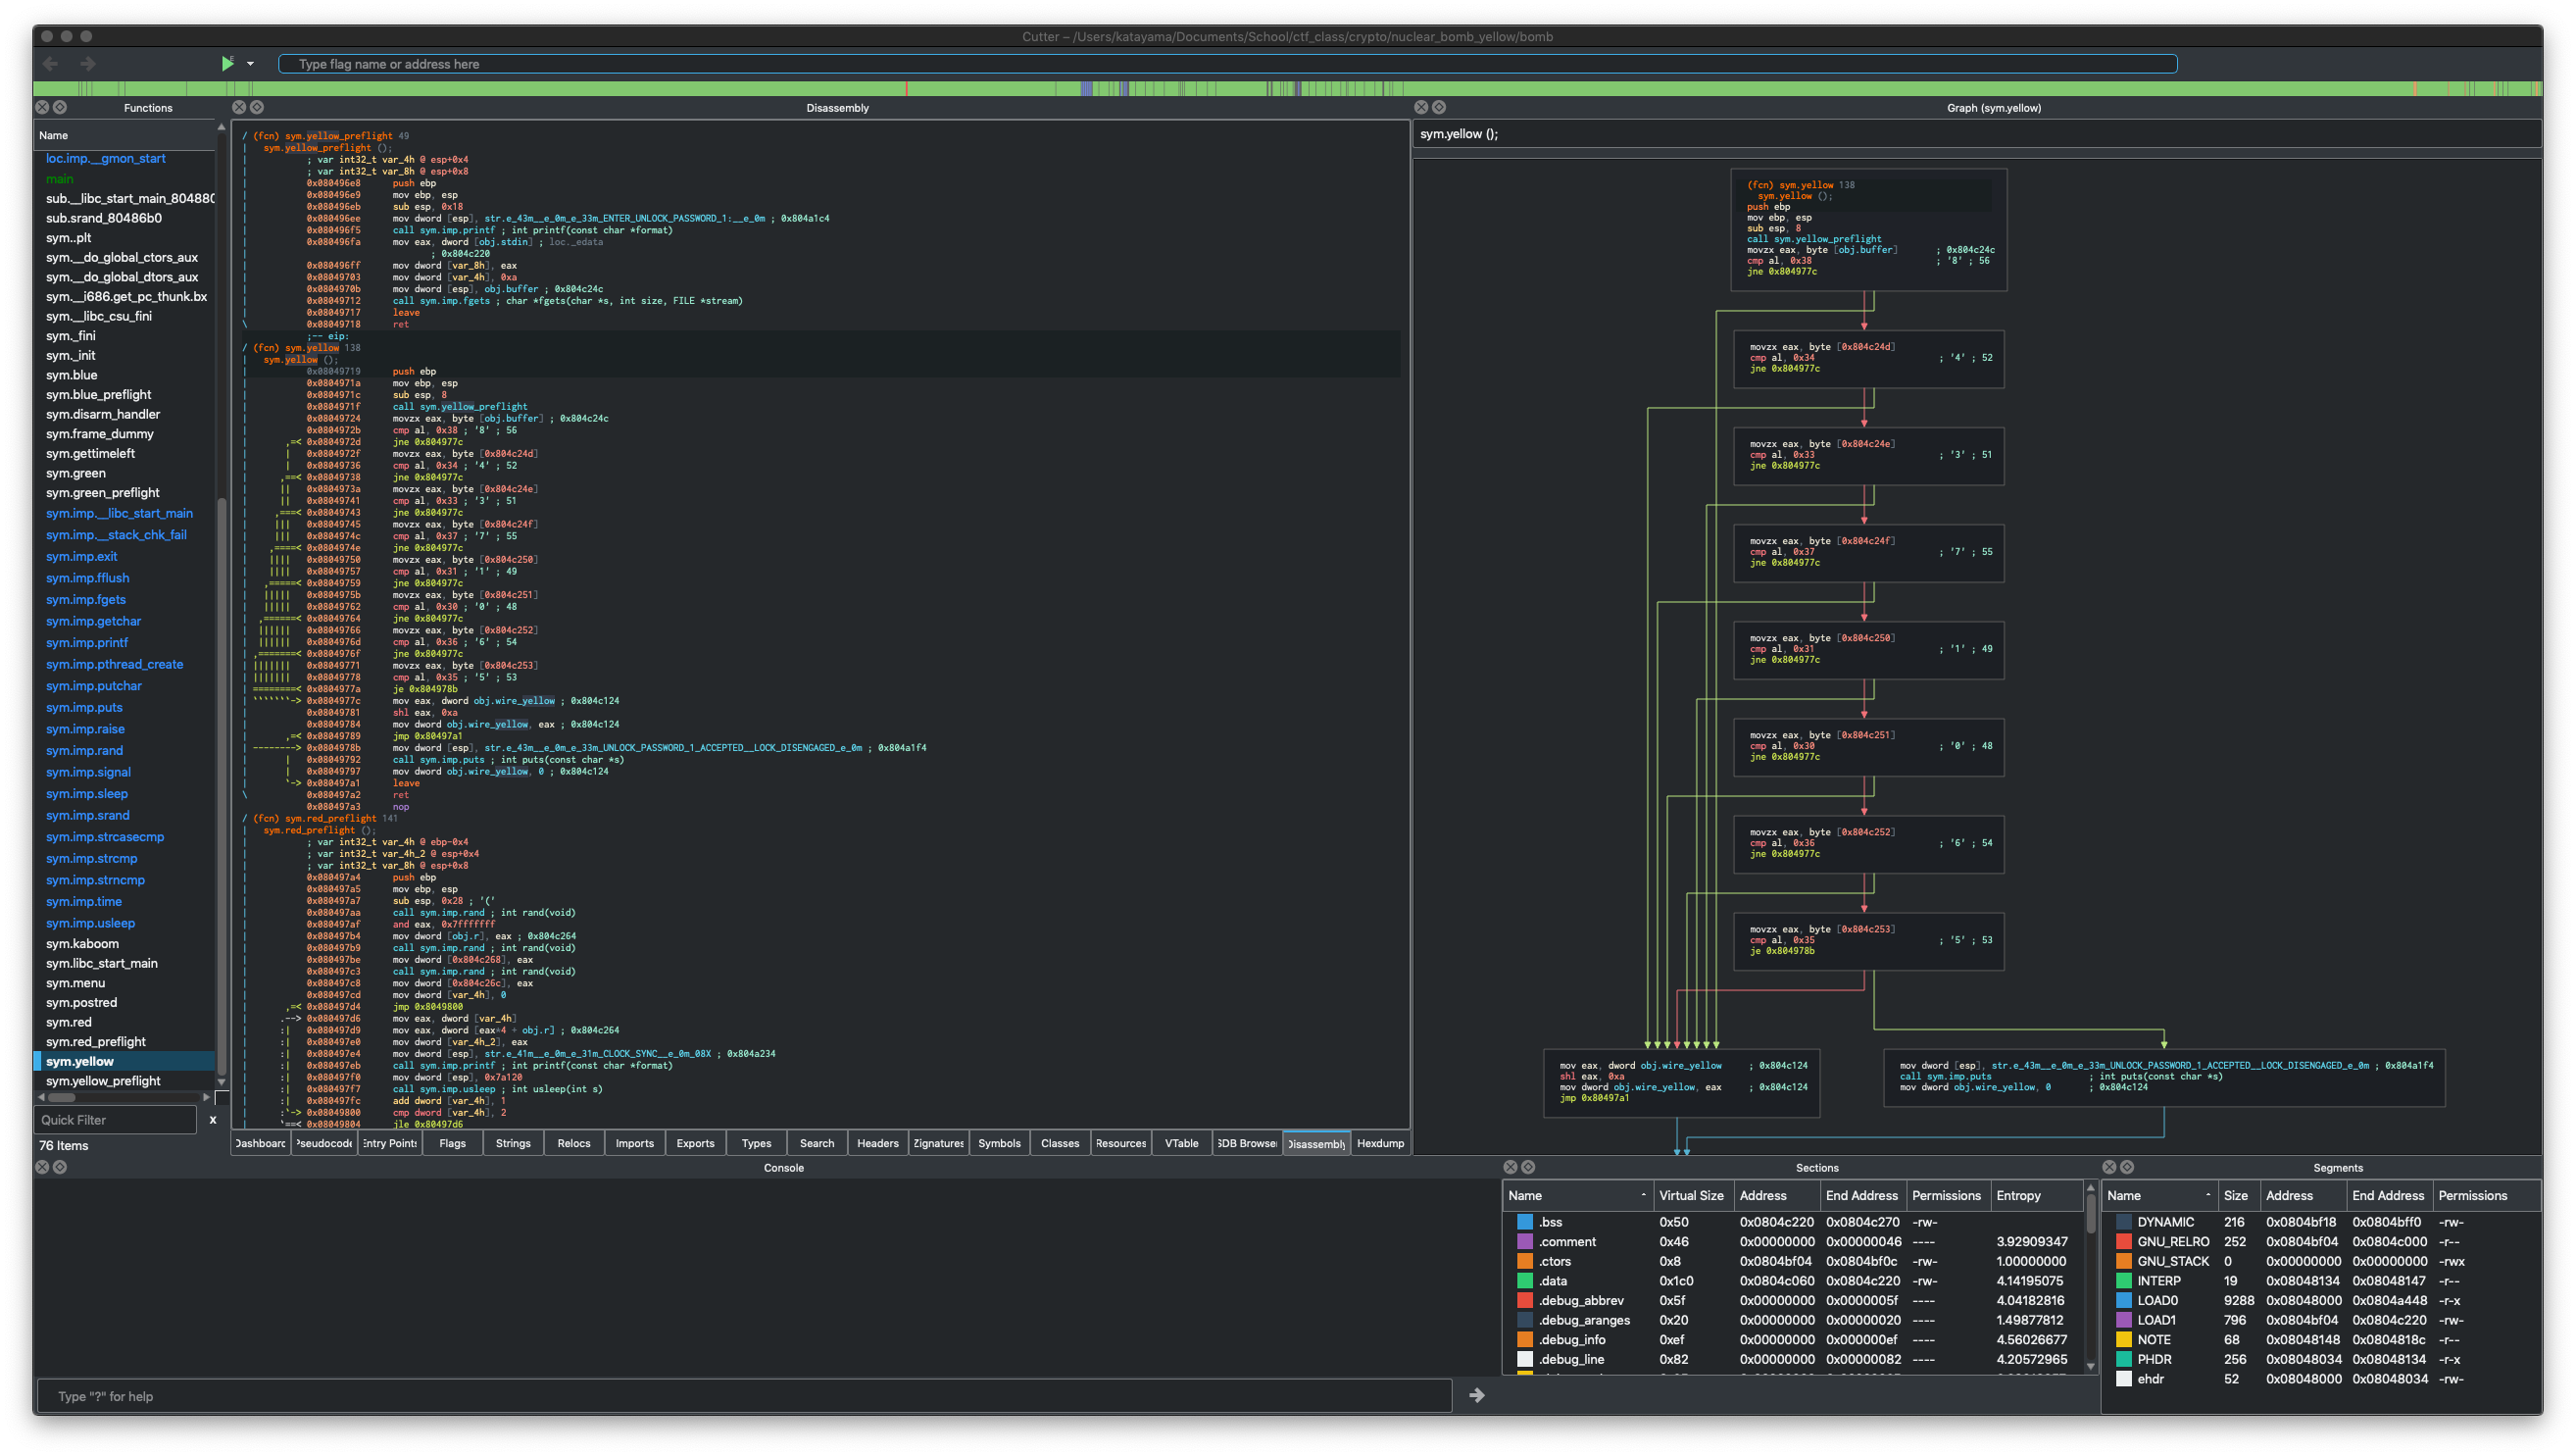 Cutter – /Users/katayama/Documents/School/ctf_class/crypto/nuclear_bomb_yellow/bomb
Type flag name or address here
Functions
Name
loc.imp.__gmon_start
main
sub.__libc_start_main_804880
sub.srand_80486b0
sym..plt
sym.__do_global_ctors_aux
sym.__do_global_dtors_aux
sym.__i686.get_pc_thunk.bx
sym.__libc_csu_fini
sym._fini
sym._init
sym.blue
sym.blue_preflight
sym.disarm_handler
sym.frame_dummy
sym.gettimeleft
sym.green
sym.green_preflight
sym.imp.__libc_start_main
sym.imp.__stack_chk_fail
sym.imp.exit
sym.imp.fflush
sym.imp.fgets
sym.imp.getchar
sym.imp.printf
sym.imp.pthread_create
sym.imp.putchar
sym.imp.puts
sym.imp.raise
sym.imp.rand
sym.imp.signal
sym.imp.sleep
sym.imp.srand
sym.imp.strcasecmp
sym.imp.strcmp
sym.imp.strncmp
sym.imp.time
sym.imp.usleep
sym.kaboom
sym.libc_start_main
sym.menu
sym.postred
sym.red
sym.red_preflight
sym.yellow
sym.yellow_preflight
Quick Filter
x
76 Items
Disassembly
/ (fcn) sym.yellow_preflight 49
sym.yellow_preflight ();
; var int32_t var_4h @ esp+0x4
; var int32_t var_8h @ esp+0x8
0x080496e8 push ebp
0x080496e9 mov ebp, esp
0x080496eb sub esp, 0x18
0x080496ee mov dword [esp], str.e_43m__e_0m_e_33m_ENTER_UNLOCK_PASSWORD_1:__e_0m ; 0x804a1c4
0x080496f5 call sym.imp.printf ; int printf(const char *format)
0x080496fa mov eax, dword [obj.stdin] ; loc._edata
; 0x804c220
0x080496ff mov dword [var_8h], eax
0x08049703 mov dword [var_4h], 0xa
0x0804970b mov dword [esp], obj.buffer ; 0x804c24c
0x08049712 call sym.imp.fgets ; char *fgets(char *s, int size, FILE *stream)
0x08049717 leave
\ 0x08049718 ret
;-- eip:
/ (fcn) sym.yellow 138
sym.yellow ();
0x08049719 push ebp
0x0804971a mov ebp, esp
0x0804971c sub esp, 8
0x0804971f call sym.yellow_preflight
0x08049724 movzx eax, byte [obj.buffer] ; 0x804c24c
0x0804972b cmp al, 0x38 ; '8' ; 56
,=< 0x0804972d jne 0x804977c
| 0x0804972f movzx eax, byte [0x804c24d]
| 0x08049736 cmp al, 0x34 ; '4' ; 52
,==< 0x08049738 jne 0x804977c
|| 0x0804973a movzx eax, byte [0x804c24e]
|| 0x08049741 cmp al, 0x33 ; '3' ; 51
,===< 0x08049743 jne 0x804977c
||| 0x08049745 movzx eax, byte [0x804c24f]
||| 0x0804974c cmp al, 0x37 ; '7' ; 55
,====< 0x0804974e jne 0x804977c
|||| 0x08049750 movzx eax, byte [0x804c250]
|||| 0x08049757 cmp al, 0x31 ; '1' ; 49
,=====< 0x08049759 jne 0x804977c
||||| 0x0804975b movzx eax, byte [0x804c251]
||||| 0x08049762 cmp al, 0x30 ; '0' ; 48
,======< 0x08049764 jne 0x804977c
|||||| 0x08049766 movzx eax, byte [0x804c252]
|||||| 0x0804976d cmp al, 0x36 ; '6' ; 54
,=======< 0x0804976f jne 0x804977c
||||||| 0x08049771 movzx eax, byte [0x804c253]
||||||| 0x08049778 cmp al, 0x35 ; '5' ; 53
========< 0x0804977a je 0x804978b
```````-> 0x0804977c mov eax, dword obj.wire_yellow ; 0x804c124
0x08049781 shl eax, 0xa
0x08049784 mov dword obj.wire_yellow, eax ; 0x804c124
,=< 0x08049789 jmp 0x80497a1
--------> 0x0804978b mov dword [esp], str.e_43m__e_0m_e_33m_UNLOCK_PASSWORD_1_ACCEPTED__LOCK_DISENGAGED_e_0m ; 0x804a1f4
| 0x08049792 call sym.imp.puts ; int puts(const char *s)
| 0x08049797 mov dword obj.wire_yellow, 0 ; 0x804c124
`-> 0x080497a1 leave
\ 0x080497a2 ret
0x080497a3 nop
/ (fcn) sym.red_preflight 141
sym.red_preflight ();
; var int32_t var_4h @ ebp-0x4
; var int32_t var_4h_2 @ esp+0x4
; var int32_t var_8h @ esp+0x8
0x080497a4 push ebp
0x080497a5 mov ebp, esp
0x080497a7 sub esp, 0x28 ; '('
0x080497aa call sym.imp.rand ; int rand(void)
0x080497af and eax, 0x7fffffff
0x080497b4 mov dword [obj.r], eax ; 0x804c264
0x080497b9 call sym.imp.rand ; int rand(void)
0x080497be mov dword [0x804c268], eax
0x080497c3 call sym.imp.rand ; int rand(void)
0x080497c8 mov dword [0x804c26c], eax
0x080497cd mov dword [var_4h], 0
,=< 0x080497d4 jmp 0x8049800
.--> 0x080497d6 mov eax, dword [var_4h]
:| 0x080497d9 mov eax, dword [eax*4 + obj.r] ; 0x804c264
:| 0x080497e0 mov dword [var_4h_2], eax
:| 0x080497e4 mov dword [esp], str.e_41m__e_0m_e_31m_CLOCK_SYNC__e_0m_08X ; 0x804a234
:| 0x080497eb call sym.imp.printf ; int printf(const char *format)
:| 0x080497f0 mov dword [esp], 0x7a120
:| 0x080497f7 call sym.imp.usleep ; int usleep(int s)
:| 0x080497fc add dword [var_4h], 1
:`-> 0x08049800 cmp dword [var_4h], 2
`==< 0x08049804 jle 0x80497d6
Dashboard Pseudocode Entry Points Flags Strings Relocs Imports Exports Types Search Headers Zignatures Symbols Classes Resources VTable SDB Browser Disassembly Hexdump
Graph (sym.yellow)
sym.yellow ();
(fcn) sym.yellow 138
sym.yellow ();
push ebp
mov ebp, esp
sub esp, 8
call sym.yellow_preflight
movzx eax, byte [obj.buffer] ; 0x804c24c
cmp al, 0x38 ; '8' ; 56
jne 0x804977c
movzx eax, byte [0x804c24d]
cmp al, 0x34 ; '4' ; 52
jne 0x804977c
movzx eax, byte [0x804c24e]
cmp al, 0x33 ; '3' ; 51
jne 0x804977c
movzx eax, byte [0x804c24f]
cmp al, 0x37 ; '7' ; 55
jne 0x804977c
movzx eax, byte [0x804c250]
cmp al, 0x31 ; '1' ; 49
jne 0x804977c
movzx eax, byte [0x804c251]
cmp al, 0x30 ; '0' ; 48
jne 0x804977c
movzx eax, byte [0x804c252]
cmp al, 0x36 ; '6' ; 54
jne 0x804977c
movzx eax, byte [0x804c253]
cmp al, 0x35 ; '5' ; 53
je 0x804978b
mov eax, dword obj.wire_yellow ; 0x804c124
shl eax, 0xa
mov dword obj.wire_yellow, eax ; 0x804c124
jmp 0x80497a1
mov dword [esp], str.e_43m__e_0m_e_33m_UNLOCK_PASSWORD_1_ACCEPTED__LOCK_DISENGAGED_e_0m ; 0x804a1f4
call sym.imp.puts ; int puts(const char *s)
mov dword obj.wire_yellow, 0 ; 0x804c124
Console
Type "?" for help
Sections
Name Virtual Size Address End Address Permissions Entropy
.bss 0x50 0x0804c220 0x0804c270 -rw-
.comment 0x46 0x00000000 0x00000046 ---- 3.92909347
.ctors 0x8 0x0804bf04 0x0804bf0c -rw- 1.00000000
.data 0x1c0 0x0804c060 0x0804c220 -rw- 4.14195075
.debug_abbrev 0x5f 0x00000000 0x0000005f ---- 4.04182816
.debug_aranges 0x20 0x00000000 0x00000020 ---- 1.49877812
.debug_info 0xef 0x00000000 0x000000ef ---- 4.56026677
.debug_line 0x82 0x00000000 0x00000082 ---- 4.20572965
Segments
Name Size Address End Address Permissions
DYNAMIC 216 0x0804bf18 0x0804bff0 -rw-
GNU_RELRO 252 0x0804bf04 0x0804c000 -r--
GNU_STACK 0 0x00000000 0x00000000 -rwx
INTERP 19 0x08048134 0x08048147 -r--
LOAD0 9288 0x08048000 0x0804a448 -r-x
LOAD1 796 0x0804bf04 0x0804c220 -rw-
NOTE 68 0x08048148 0x0804818c -r--
PHDR 256 0x08048034 0x08048134 -r-x
ehdr 52 0x08048000 0x08048034 -rw-